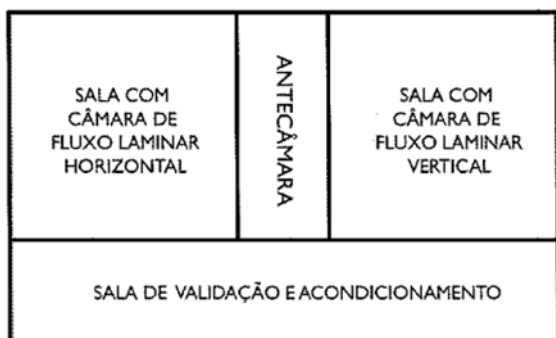 SALA COM
CÂMARA DE
FLUXO LAMINAR
HORIZONTAL
ANTECÂMARA
SALA COM
CÂMARA DE
FLUXO LAMINAR
VERTICAL
SALA DE VALIDAÇÃO E ACONDICIONAMENTO